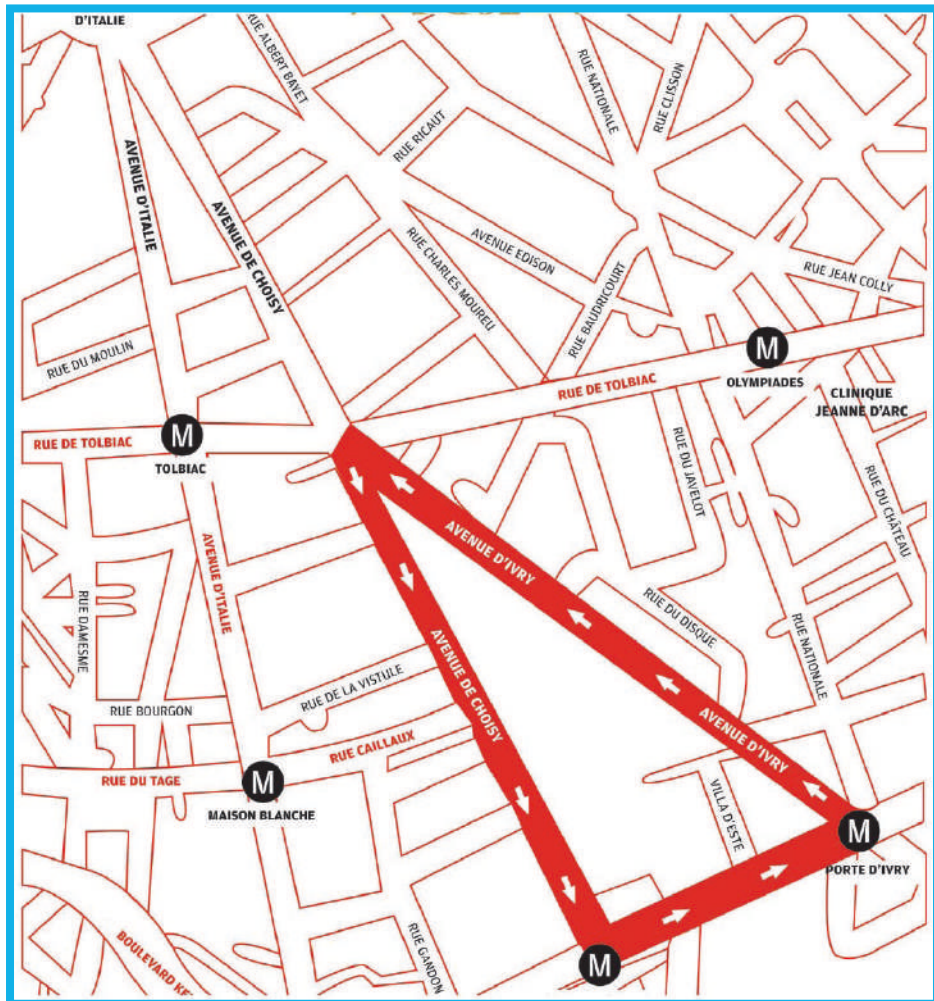 D'ITALIE
RUE ALBERT BAYET
RUE NATIONALE
RUE CLISSON
RUE RICAUT
AVENUE D'ITALIE
AVENUE DE CHOISY
RUE CHARLES MOUREU
AVENUE EDISON
RUE BAUDRICOURT
RUE JEAN COLLY
RUE DU MOULIN
M
OLYMPIADES
RUE DE TOLBIAC
CLINIQUE
JEANNE D'ARC
RUE DE TOLBIAC
M
TOLBIAC
RUE DU JAVELOT
RUE DU CHÂTEAU
AVENUE D'IVRY
AVENUE D'ITALIE
RUE DAMESME
RUE DU DISQUE
RUE NATIONALE
AVENUE DE CHOISY
RUE DE LA VISTULE
RUE BOURGON
AVENUE D'IVRY
RUE CAILLAUX
RUE DU TAGE
M
MAISON BLANCHE
VILLA D'ESTE
M
PORTE D'IVRY
RUE GANDON
BOULEVARD KE
M